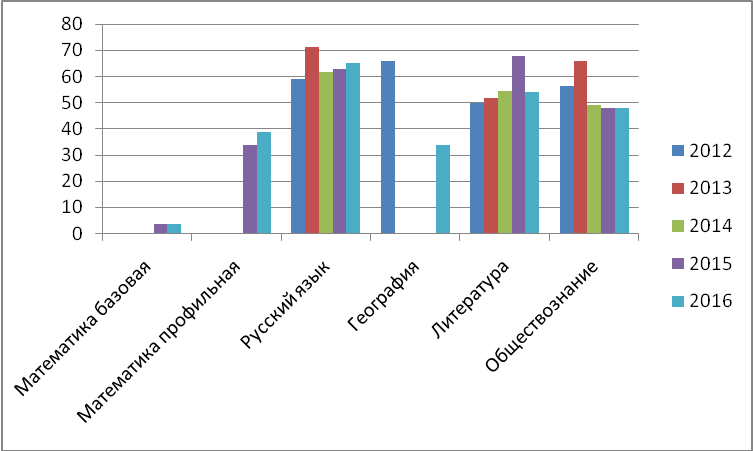 80
70
60
50
40
30
20
10
0
Математика базовая
Математика профильная
Русский язык
География
Литература
Обществознание
2012
2013
2014
2015
2016